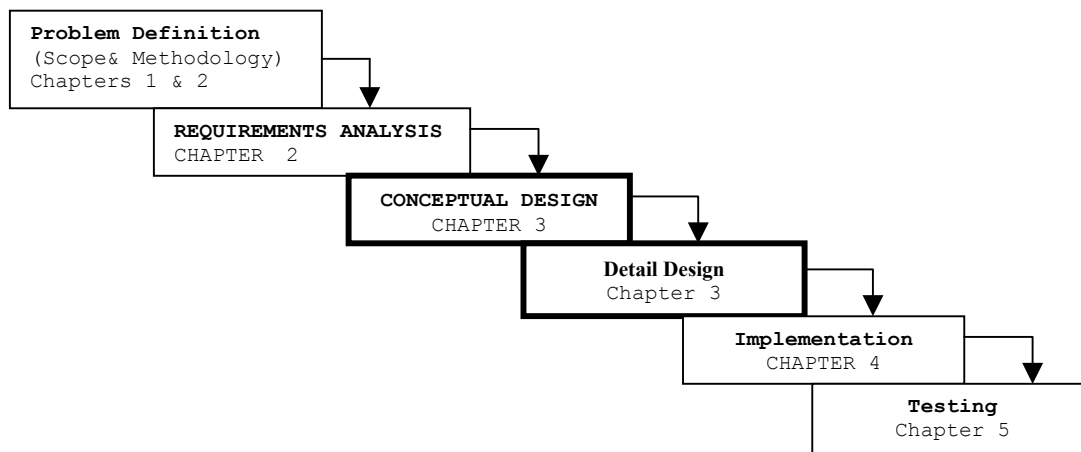 Problem Definition
(Scope& Methodology)
Chapters 1 & 2
REQUIREMENTS ANALYSIS
CHAPTER 2
CONCEPTUAL DESIGN
CHAPTER 3
Detail Design
Chapter 3
Implementation
CHAPTER 4
Testing
Chapter 5